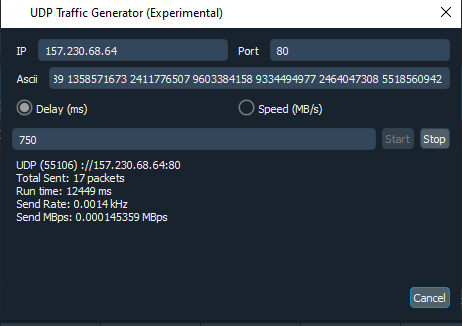 UDP Traffic Generator (Experimental)
IP 157.230.68.64 Port 80
Ascii 39 1358571673 2411776507 9603384158 9334494977 2464047308 5518560942
Delay (ms) Speed (MB/s)
750 Start Stop
UDP (55106) ://157.230.68.64:80
Total Sent: 17 packets
Run time: 12449 ms
Send Rate: 0.0014 kHz
Send MBps: 0.000145359 MBps
Cancel